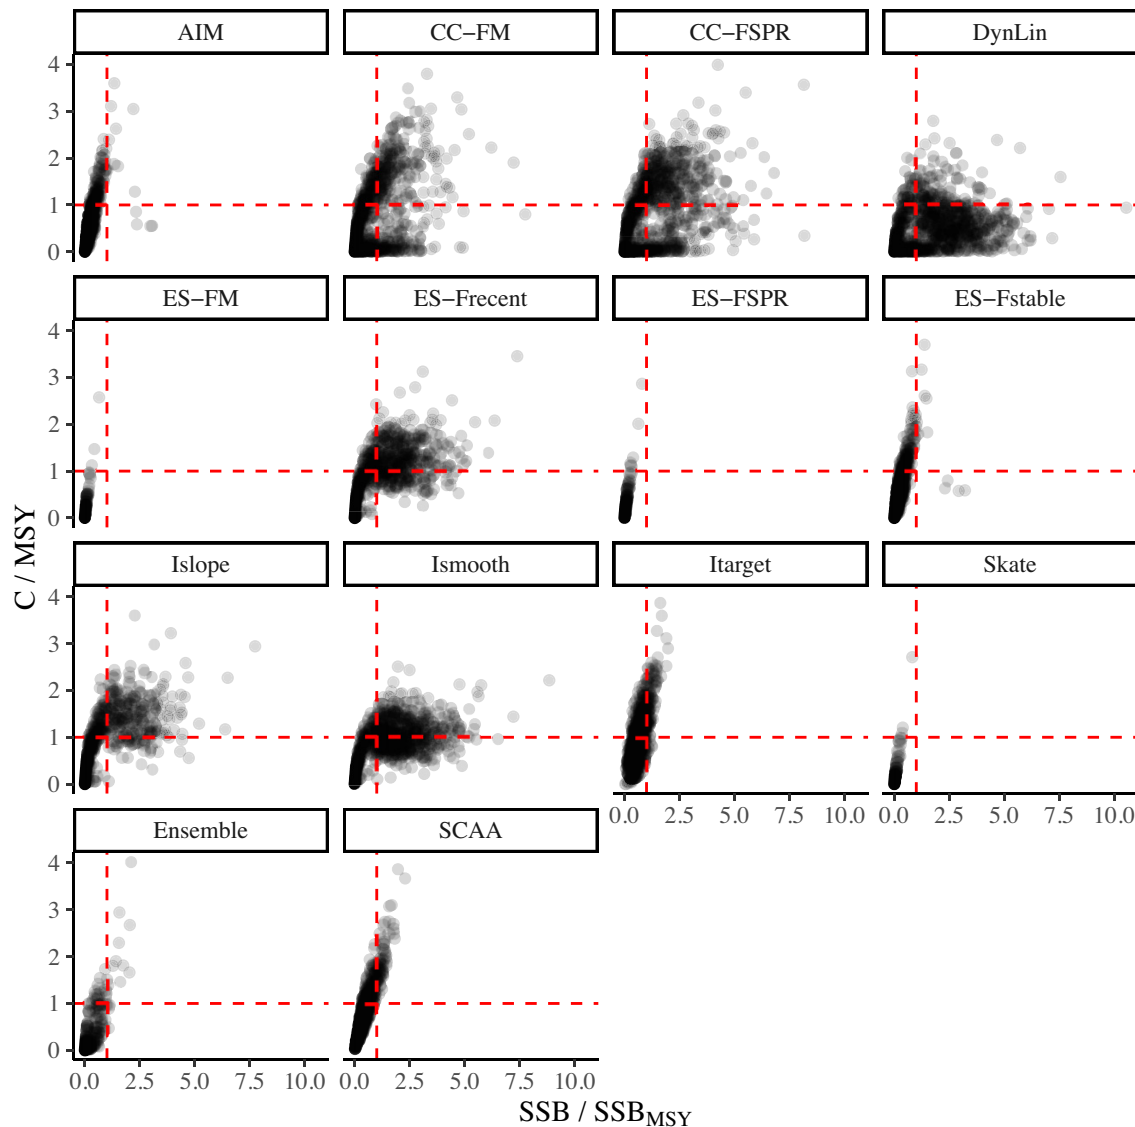 AIM CC−FM CC−FSPR DynLin
4
3
2
1
0
ES−FM ES−Frecent ES−FSPR ES−Fstable
4
3
2
1
0
C / MSY
Islope Ismooth Itarget Skate
4
3
2
1
0
0.0 2.5 5.0 7.5 10.0 0.0 2.5 5.0 7.5 10.0
Ensemble SCAA
4
3
2
1
0
0.0 2.5 5.0 7.5 10.0 0.0 2.5 5.0 7.5 10.0
SSB / SSBMSY